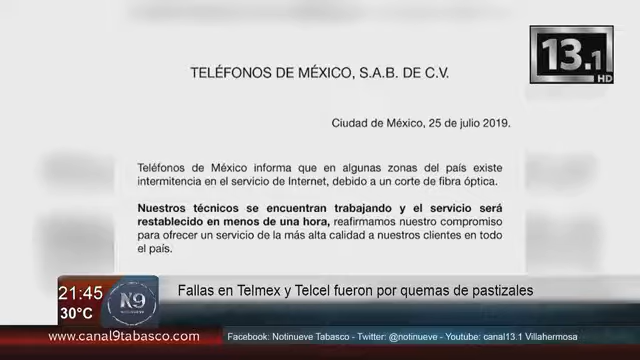 13.1
HD
TELÉFONOS DE MÉXICO, S.A.B. DE C.V.
Ciudad de México, 25 de julio 2019.
Teléfonos de México informa que en algunas zonas del país existe
intermitencia en el servicio de Internet, debido a un corte de fibra óptica.
Nuestros técnicos se encuentran trabajando y el servicio será
restablecido en menos de una hora, reafirmamos nuestro compromiso
para ofrecer un servicio de la más alta calidad a nuestros clientes en todo
el país.
21:45
30°C
N9
Fallas en Telmex y Telcel fueron por quemas de pastizales
www.canal9tabasco.com
Facebook: Notinueve Tabasco - Twitter: @notinueve - Youtube: canal13.1 Villahermosa